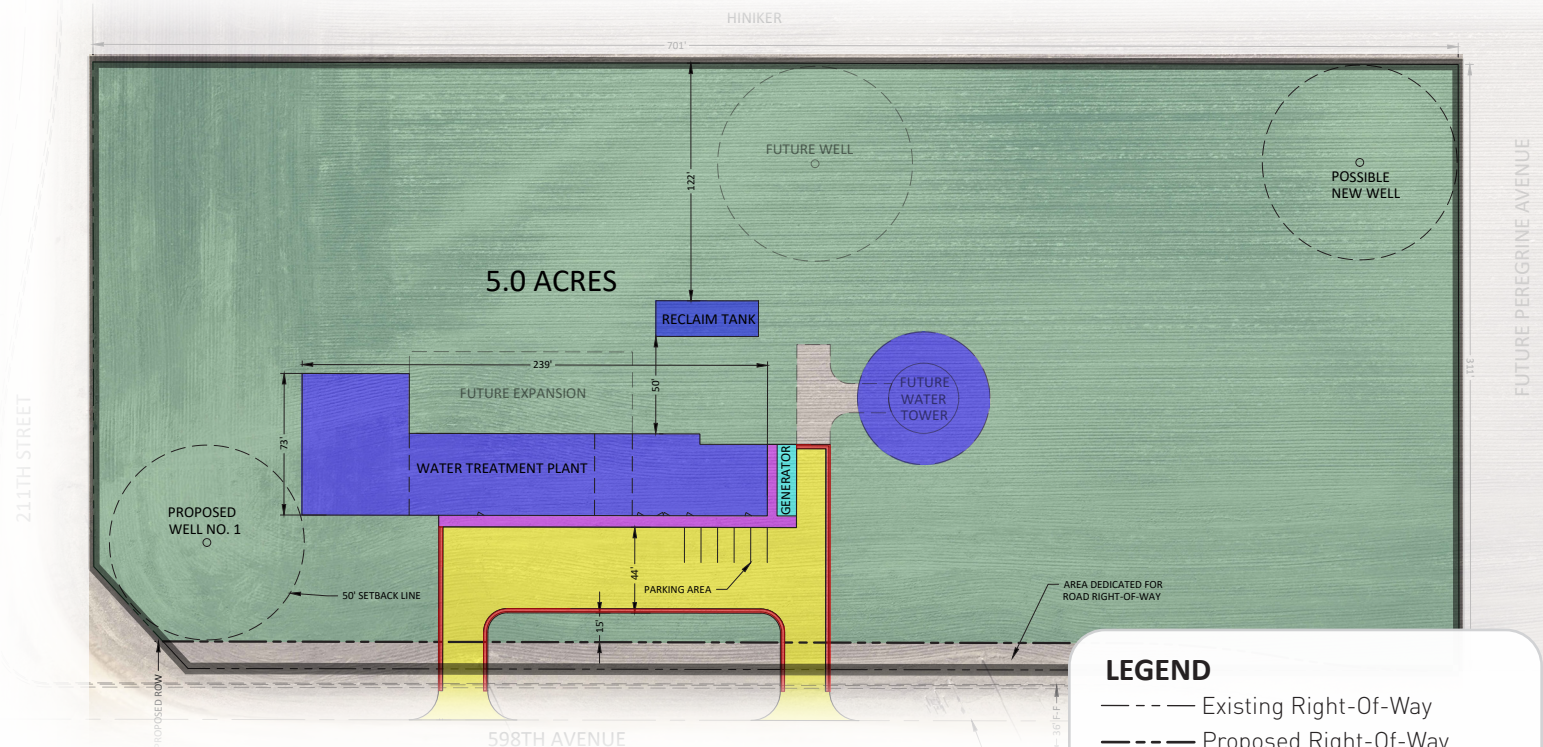 HINIKER
701'
122'
FUTURE WELL
POSSIBLE
NEW WELL
FUTURE PEREGRINE AVENUE
5.0 ACRES
RECLAIM TANK
239'
50'
FUTURE EXPANSION
FUTURE
WATER
TOWER
311'
73'
WATER TREATMENT PLANT
GENERATOR
211TH STREET
PROPOSED
WELL NO. 1
50' SETBACK LINE
44'
PARKING AREA
15'
AREA DEDICATED FOR
ROAD RIGHT-OF-WAY
PROPOSED ROW
36' F-F
598TH AVENUE
LEGEND
Existing Right-Of-Way
Proposed Right-Of-Way